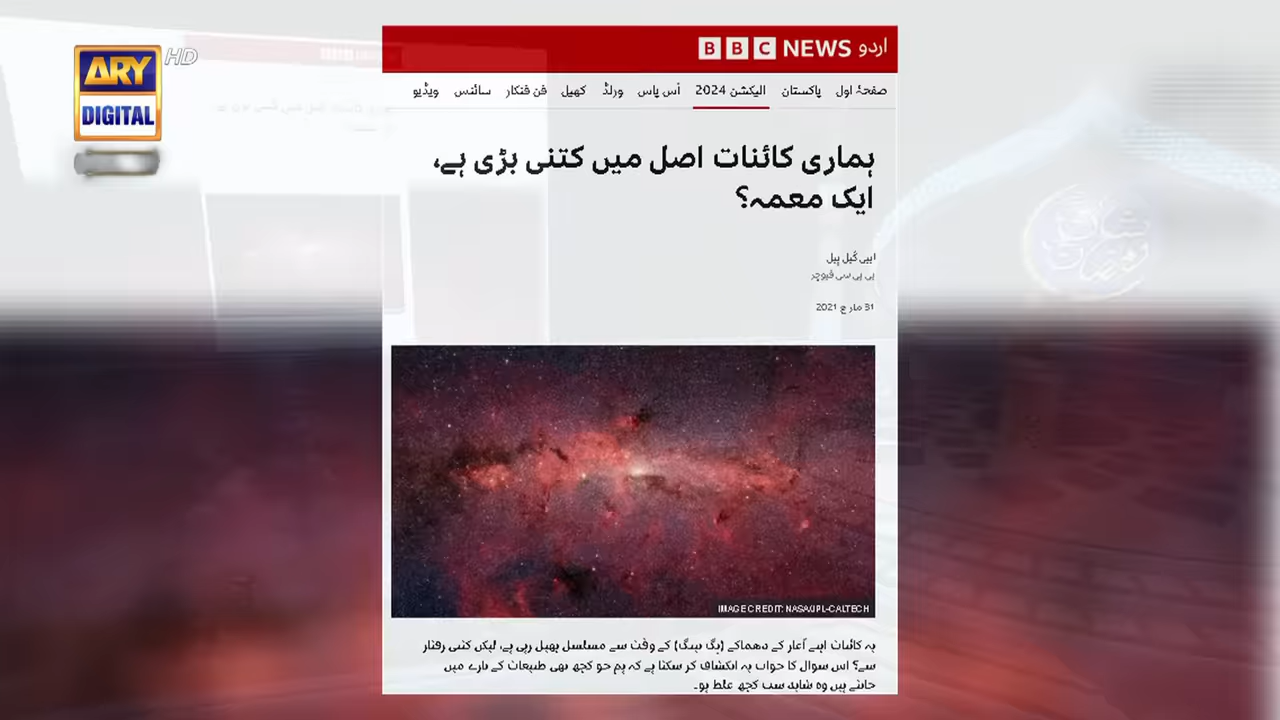 ARY
DIGITAL
HD
BBC NEWS اردو
صفحۂ اول پاکستان الیکشن 2024 آس پاس ورلڈ کھیل فن فنکار سائنس ویڈیو
ہماری کائنات اصل میں کتنی بڑی ہے،
ایک معمہ؟
ایبی گیل بیل
بی بی سی فیوچر
31 مارچ 2021
IMAGE CREDIT: NASA/JPL-CALTECH
یہ کائنات اپنے آغاز کے دھماکے (بگ بینگ) کے وقت سے مسلسل پھیل رہی ہے، لیکن کتنی رفتار
سے؟ اس سوال کا جواب یہ انکشاف کر سکتا ہے کہ ہم جو کچھ بھی طبیعات کے بارے میں
جانتے ہیں وہ شاید سب کچھ غلط ہو۔